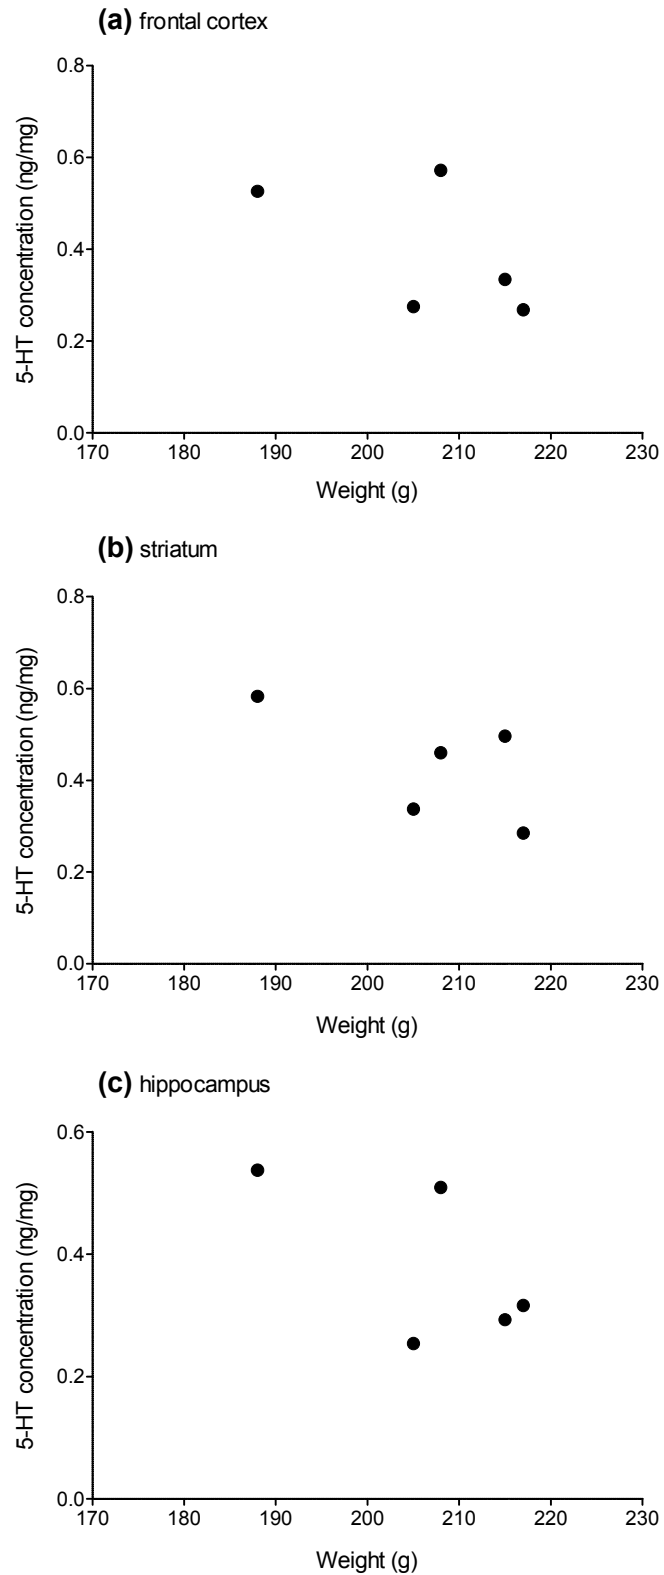 (a) frontal cortex
0.8
0.6
0.4
0.2
0.0
5-HT concentration (ng/mg)
170 180 190 200 210 220 230
Weight (g)
(b) striatum
0.8
0.6
0.4
0.2
0.0
5-HT concentration (ng/mg)
170 180 190 200 210 220 230
Weight (g)
(c) hippocampus
0.6
0.4
0.2
0.0
5-HT concentration (ng/mg)
170 180 190 200 210 220 230
Weight (g)